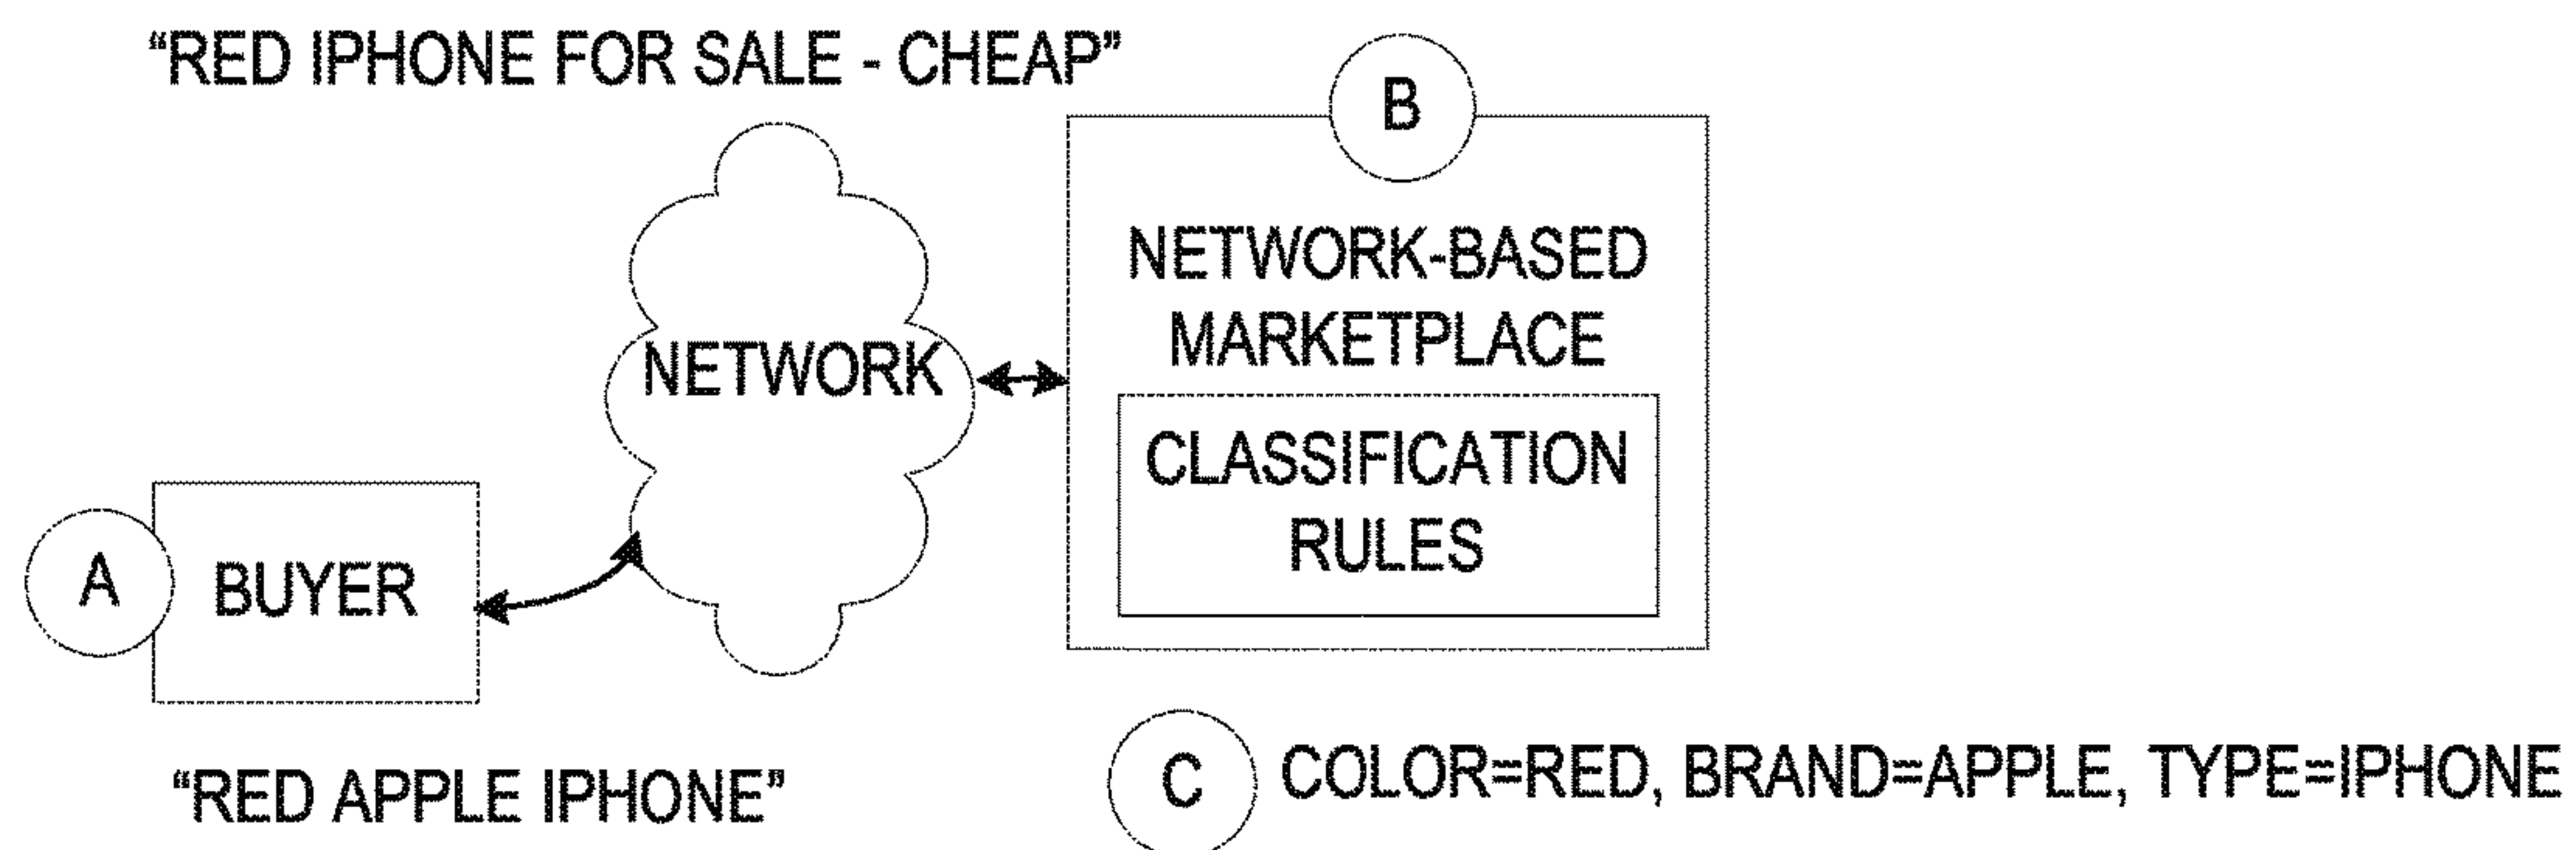 “RED IPHONE FOR SALE - CHEAP”
B
NETWORK-BASED
MARKETPLACE
NETWORK
CLASSIFICATION
RULES
A
BUYER
“RED APPLE IPHONE”
C
COLOR=RED, BRAND=APPLE, TYPE=IPHONE